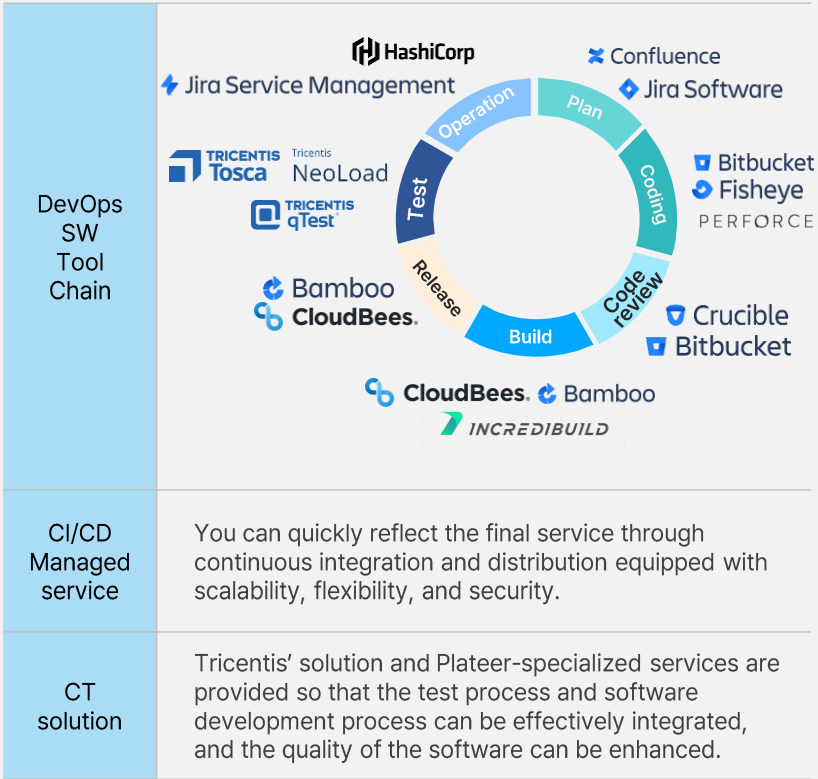 DevOps
SW
Tool
Chain
HashiCorp
Jira Service Management
Confluence
Jira Software
Operation
Plan
TRICENTIS
Tosca
Tricentis
NeoLoad
TRICENTIS
qTest
Test
Coding
Bitbucket
Fisheye
PERFORCE
Bamboo
CloudBees.
Release
Build
Code
review
Crucible
Bitbucket
CloudBees.
Bamboo
INCREDIBUILD
CI/CD
Managed
service
You can quickly reflect the final service through
continuous integration and distribution equipped with
scalability, flexibility, and security.
CT
solution
Tricentis’ solution and Plateer-specialized services are
provided so that the test process and software
development process can be effectively integrated,
and the quality of the software can be enhanced.